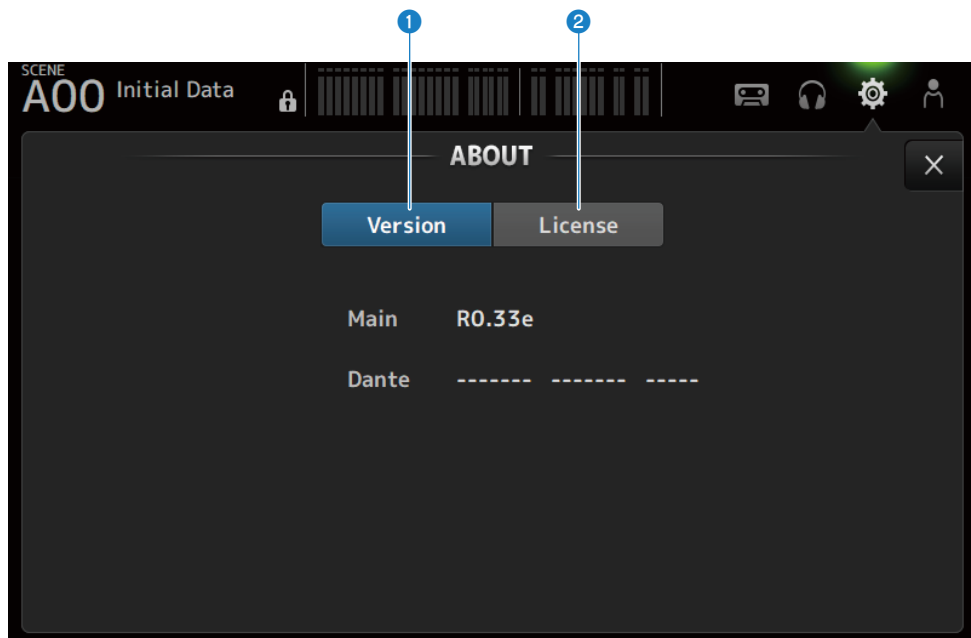 1 2
SCENE
A00 Initial Data
ABOUT
Version License
Main R0.33e
Dante ------- ------- -----